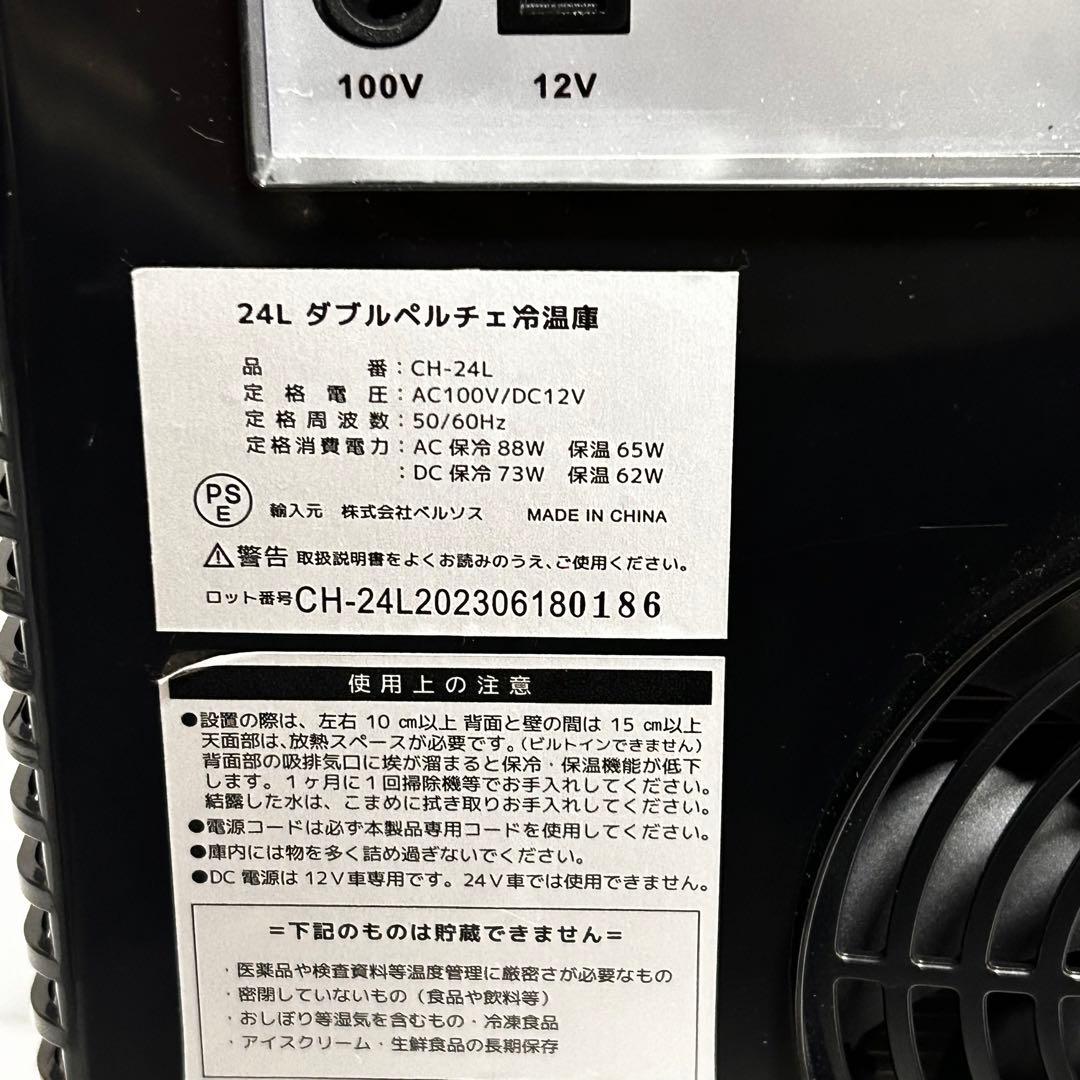 100V 12V
24L ダブルペルチェ冷温庫
品番：CH-24L
定格電圧：AC100V/DC12V
定格周波数：50/60Hz
定格消費電力：AC 保冷 88W 保温 65W
：DC 保冷 73W 保温 62W
PSE 輸入元 株式会社ベルソス MADE IN CHINA
⚠警告 取扱説明書をよくお読みのうえ、ご使用ください。
ロット番号 CH-24L202306180186
使用上の注意
●設置の際は、左右 10 ㎝以上 背面と壁の間は 15 ㎝以上
天面部は、放熱スペースが必要です。（ビルトインできません）
背面部の吸排気口に埃が溜まると保冷・保温機能が低下
します。１ヶ月に１回掃除機等でお手入れしてください。
結露した水は、こまめに拭き取りお手入れしてください。
●電源コードは必ず本製品専用コードを使用してください。
●庫内には物を多く詰め過ぎないでください。
●DC 電源は 12Ｖ車専用です。24Ｖ車では使用できません。
＝下記のものは貯蔵できません＝
・医薬品や検査資料等温度管理に厳密さが必要なもの
・密閉していないもの（食品や飲料等）
・おしぼり等湿気を含むもの・冷凍食品
・アイスクリーム・生鮮食品の長期保存